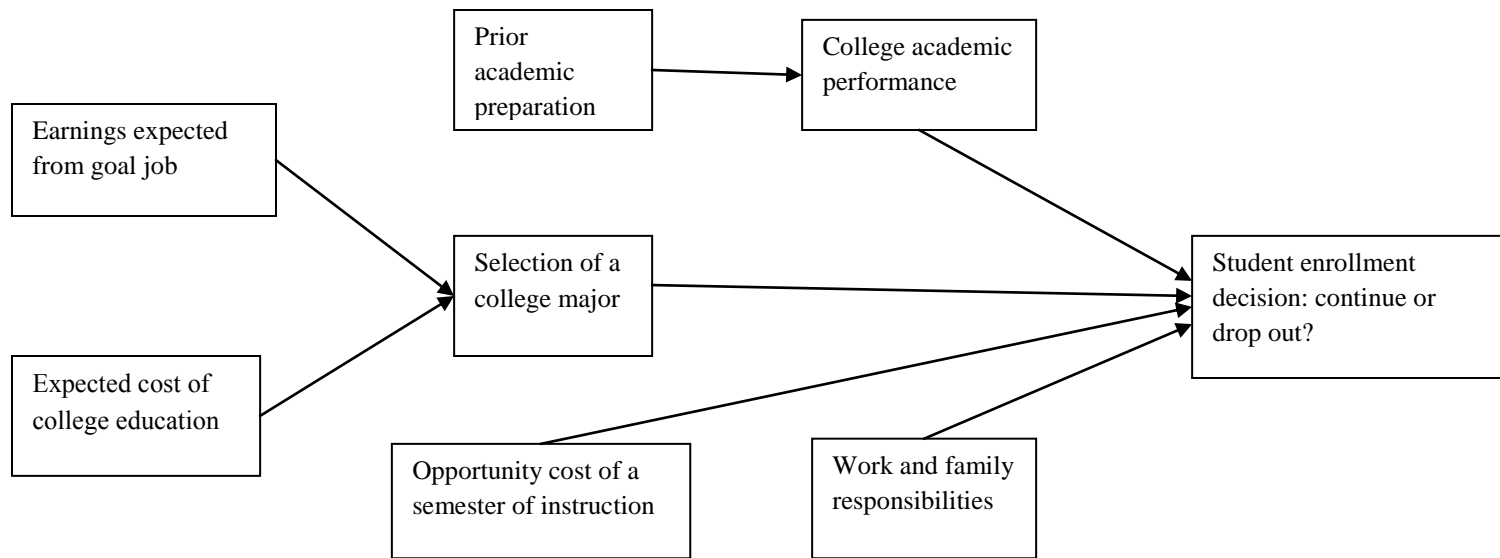 Prior
academic
preparation
College academic
performance
Earnings expected
from goal job
Selection of a
college major
Student enrollment
decision: continue or
drop out?
Expected cost of
college education
Opportunity cost of a
semester of instruction
Work and family
responsibilities